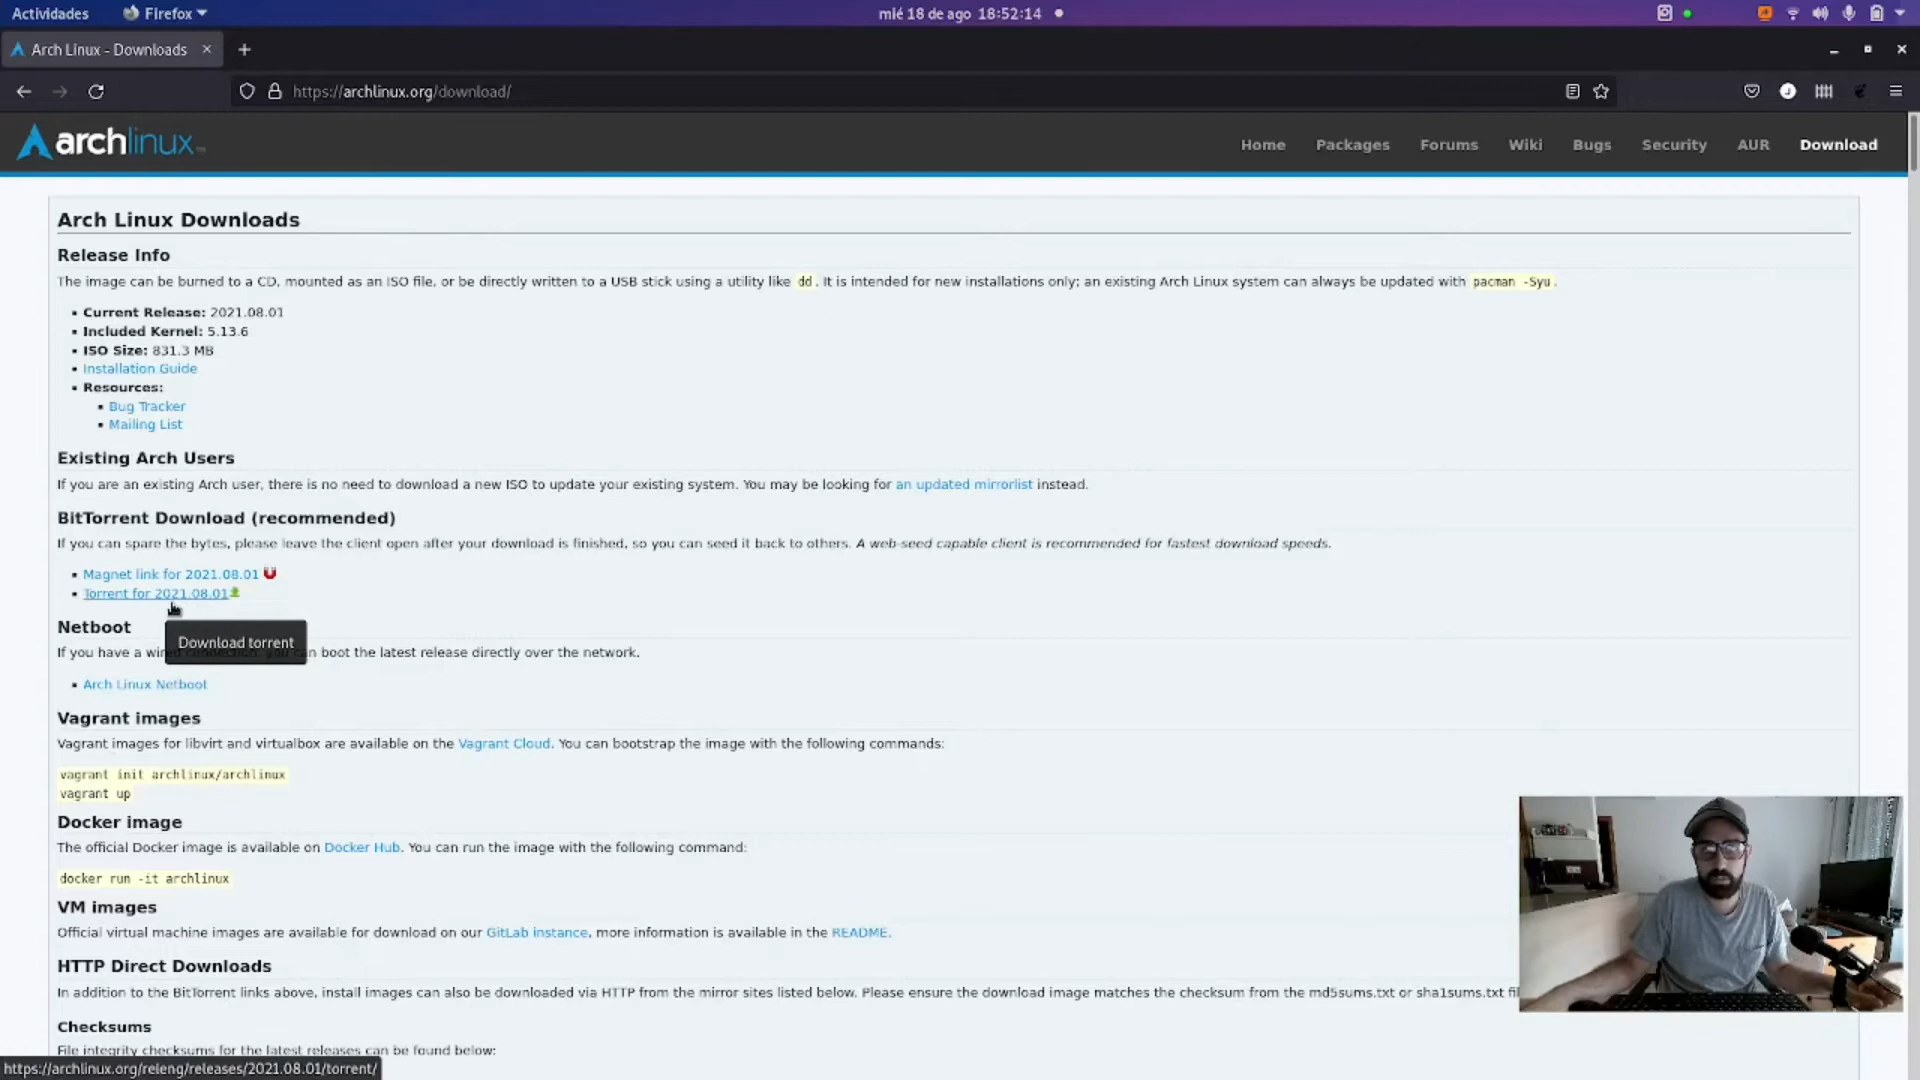 Actividades Firefox mié 18 de ago 18:52:14
Arch Linux - Downloads
https://archlinux.org/download/
archlinux
Home Packages Forums Wiki Bugs Security AUR Download
Arch Linux Downloads
Release Info
The image can be burned to a CD, mounted as an ISO file, or be directly written to a USB stick using a utility like dd. It is intended for new installations only; an existing Arch Linux system can always be updated with pacman -Syu.
Current Release: 2021.08.01
Included Kernel: 5.13.6
ISO Size: 831.3 MB
Installation Guide
Resources:
Bug Tracker
Mailing List
Existing Arch Users
If you are an existing Arch user, there is no need to download a new ISO to update your existing system. You may be looking for an updated mirrorlist instead.
BitTorrent Download (recommended)
If you can spare the bytes, please leave the client open after your download is finished, so you can seed it back to others. A web-seed capable client is recommended for fastest download speeds.
Magnet link for 2021.08.01
Torrent for 2021.08.01
Netboot
Download torrent
If you have a wired connection, you can boot the latest release directly over the network.
Arch Linux Netboot
Vagrant images
Vagrant images for libvirt and virtualbox are available on the Vagrant Cloud. You can bootstrap the image with the following commands:
vagrant init archlinux/archlinux
vagrant up
Docker image
The official Docker image is available on Docker Hub. You can run the image with the following command:
docker run -it archlinux
VM images
Official virtual machine images are available for download on our GitLab instance, more information is available in the README.
HTTP Direct Downloads
In addition to the BitTorrent links above, install images can also be downloaded via HTTP from the mirror sites listed below. Please ensure the download image matches the checksum from the md5sums.txt or sha1sums.txt fil
Checksums
File integrity checksums for the latest releases can be found below:
https://archlinux.org/releng/releases/2021.08.01/torrent/